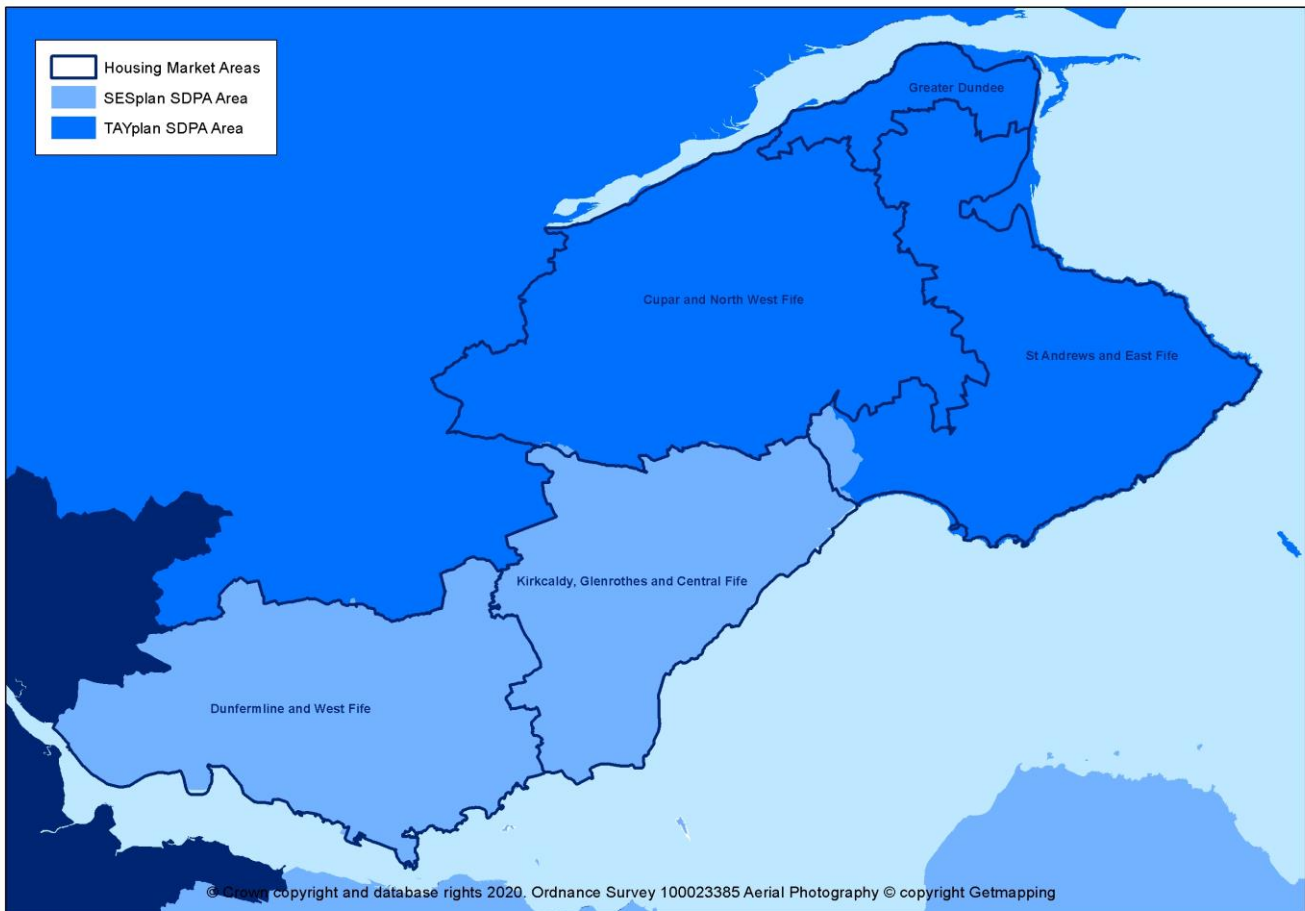 Housing Market Areas
SESplan SDPA Area
TAYplan SDPA Area
Greater Dundee
Cupar and North West Fife
St Andrews and East Fife
Kirkcaldy, Glenrothes and Central Fife
Dunfermline and West Fife
© Crown copyright and database rights 2020. Ordnance Survey 100023385 Aerial Photography © copyright Getmapping